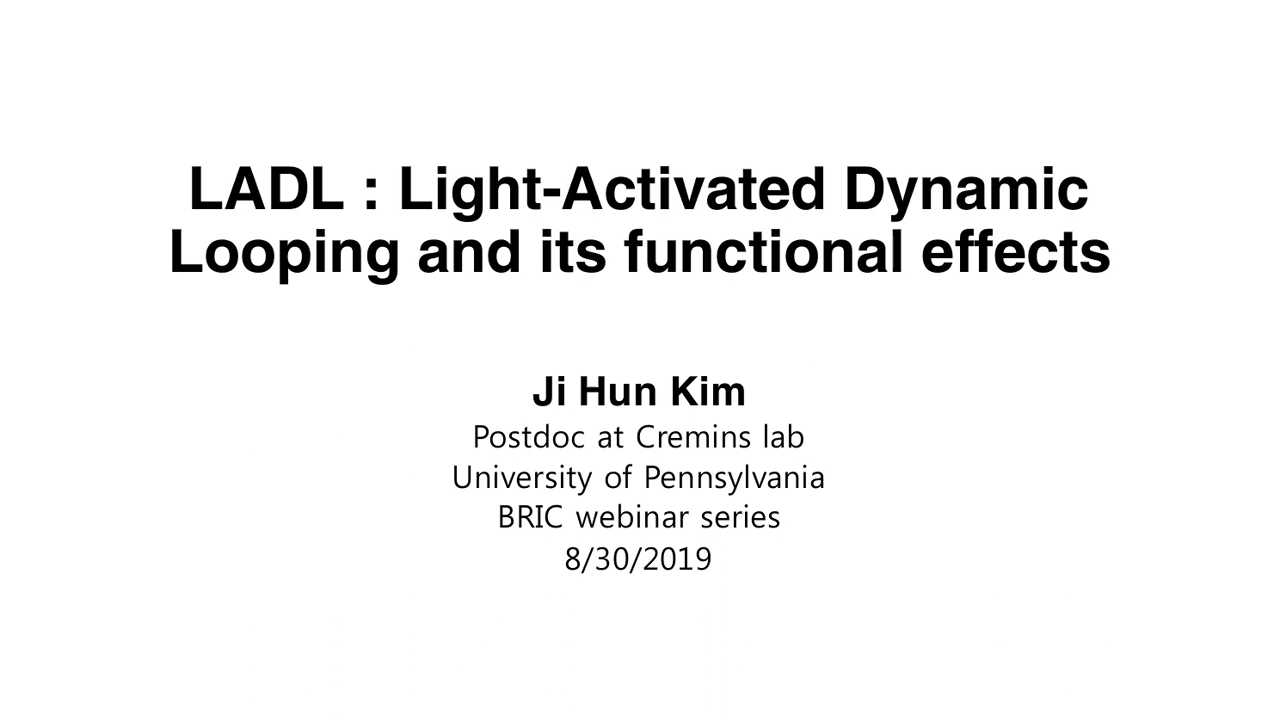 LADL : Light-Activated Dynamic
Looping and its functional effects
Ji Hun Kim
Postdoc at Cremins lab
University of Pennsylvania
BRIC webinar series
8/30/2019